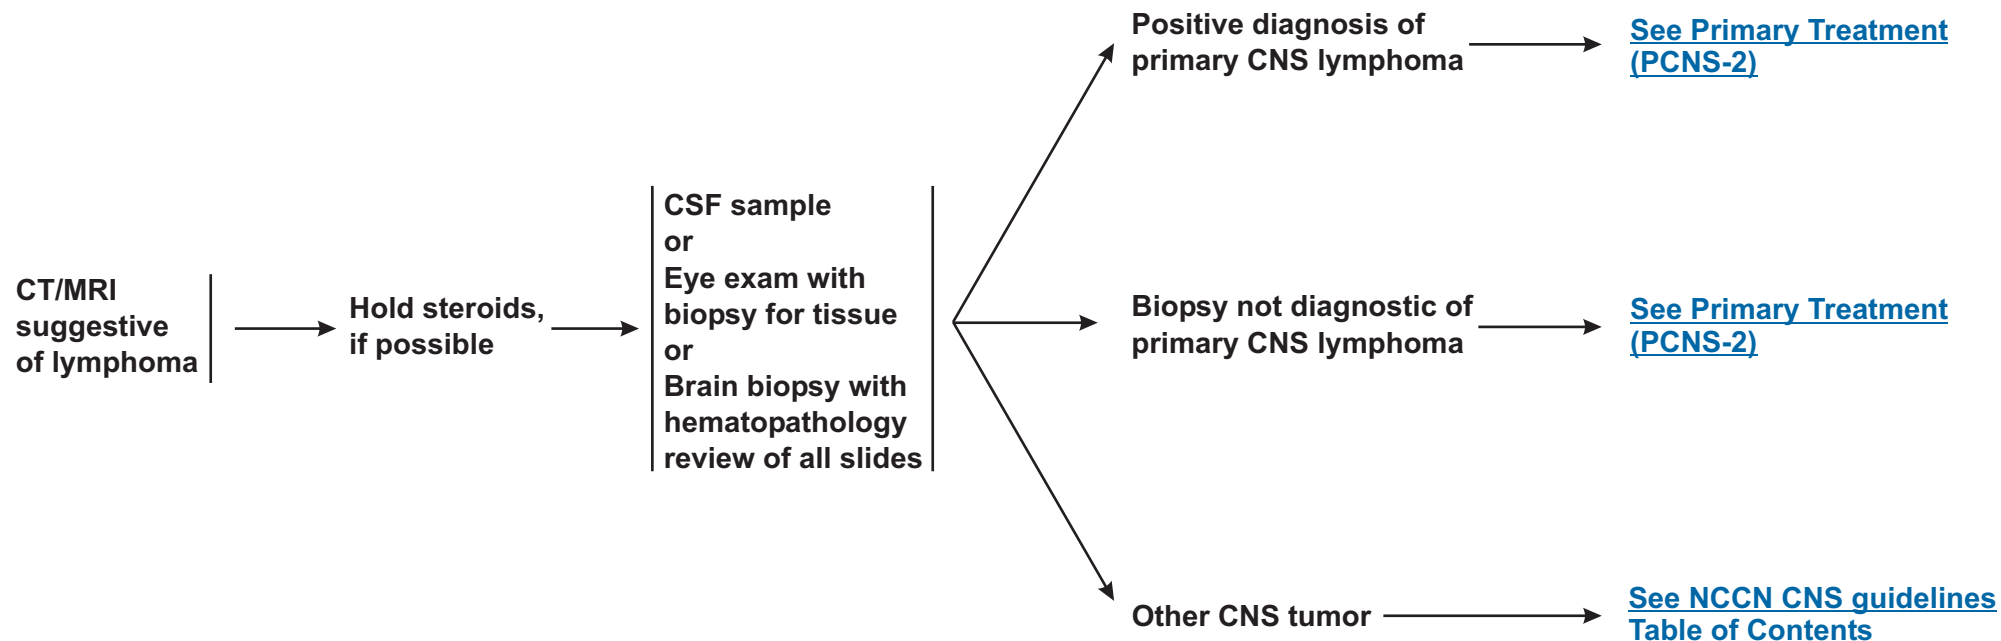 CT/MRI
suggestive
of lymphoma
Hold steroids,
if possible
CSF sample
or
Eye exam with
biopsy for tissue
or
Brain biopsy with
hematopathology
review of all slides
Positive diagnosis of
primary CNS lymphoma
See Primary Treatment
(PCNS-2)
Biopsy not diagnostic of
primary CNS lymphoma
See Primary Treatment
(PCNS-2)
Other CNS tumor
See NCCN CNS guidelines
Table of Contents